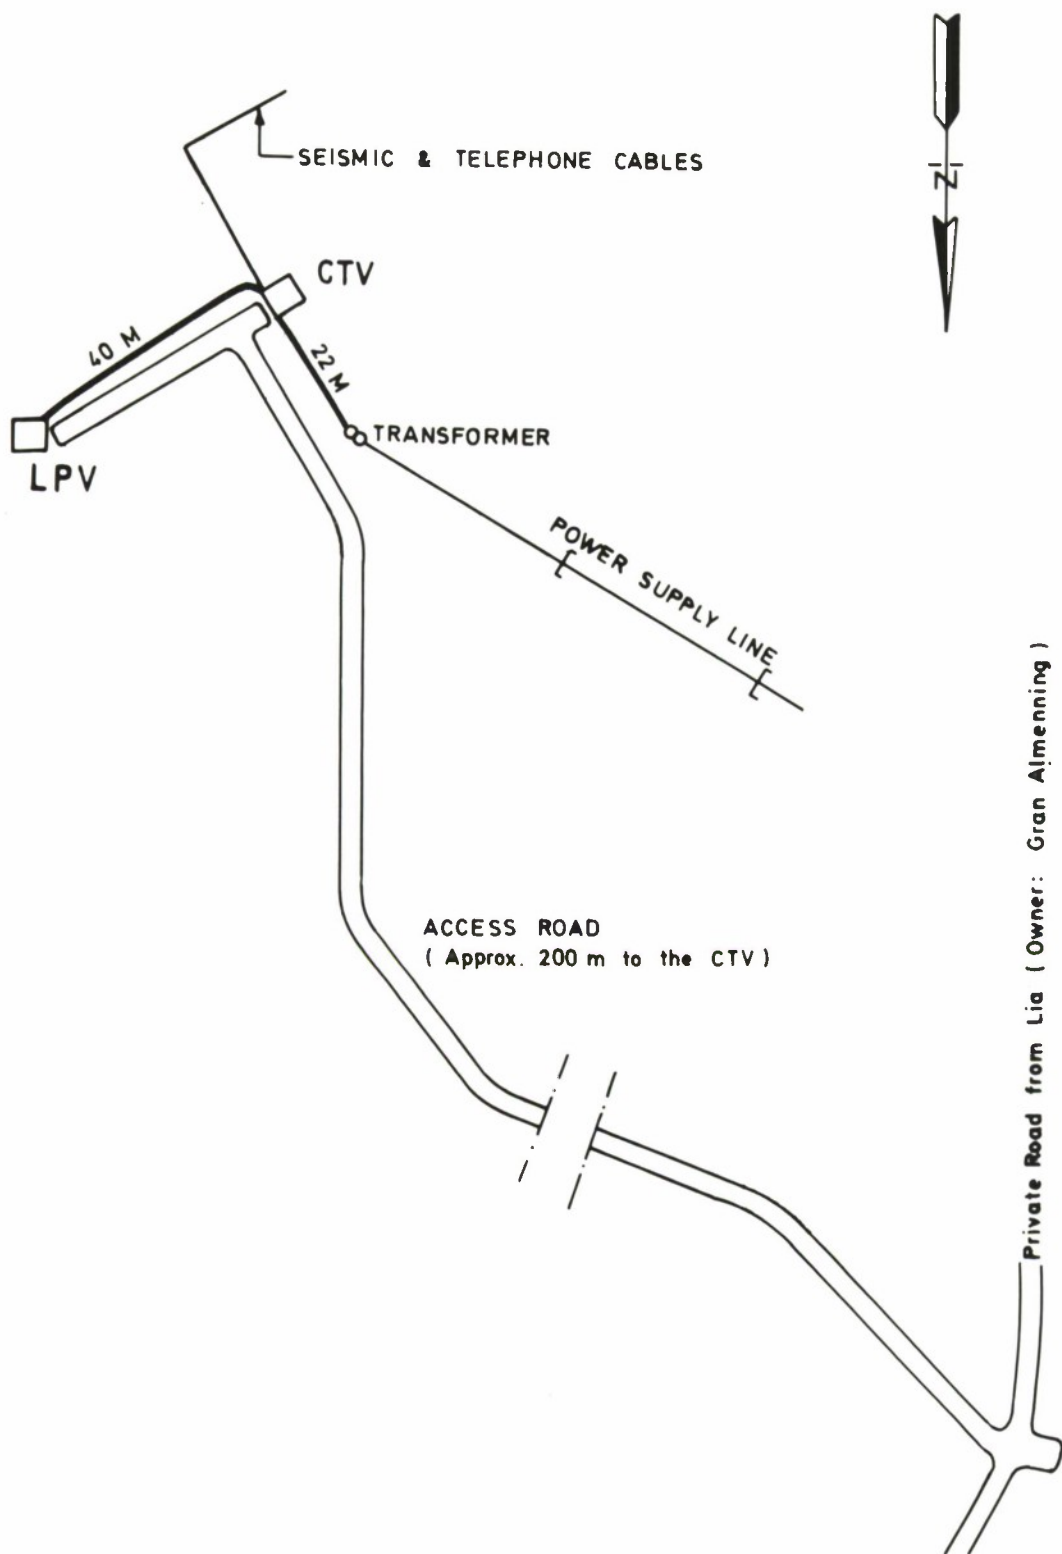 N
SEISMIC & TELEPHONE CABLES
CTV
40 M
22 M
TRANSFORMER
LPV
POWER SUPPLY LINE
ACCESS ROAD
( Approx. 200 m to the CTV )
Private Road from Lia ( Owner: Gran Almenning )